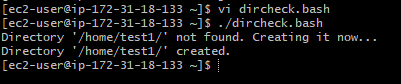 [ec2-user@ip-172-31-18-133 ~]$ vi dircheck.bash
[ec2-user@ip-172-31-18-133 ~]$ ./dircheck.bash
Directory '/home/test1/' not found. Creating it now...
Directory '/home/test1/' created.
[ec2-user@ip-172-31-18-133 ~]$